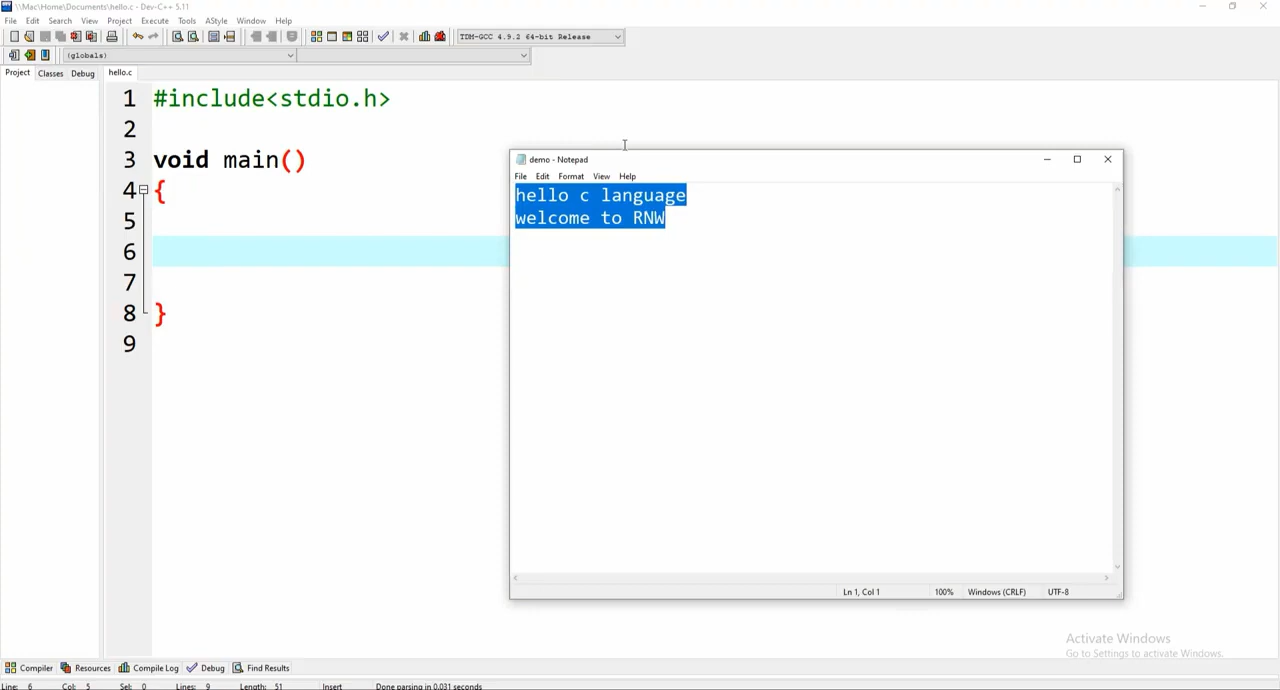 \\Mac\Home\Documents\hello.c - Dev-C++ 5.11
File Edit Search View Project Execute Tools AStyle Window Help
TDM-GCC 4.9.2 64-bit Release
(globals)
Project Classes Debug hello.c
1 #include<stdio.h>
2
3 void main()
4 {
5
6
7
8 }
9
demo - Notepad
File Edit Format View Help
hello c language
welcome to RNW
Ln 1, Col 1 100% Windows (CRLF) UTF-8
Activate Windows
Go to Settings to activate Windows.
Compiler Resources Compile Log Debug Find Results
Line: 6 Col: 5 Sel: 0 Lines: 9 Length: 51 Insert Done parsing in 0.031 seconds